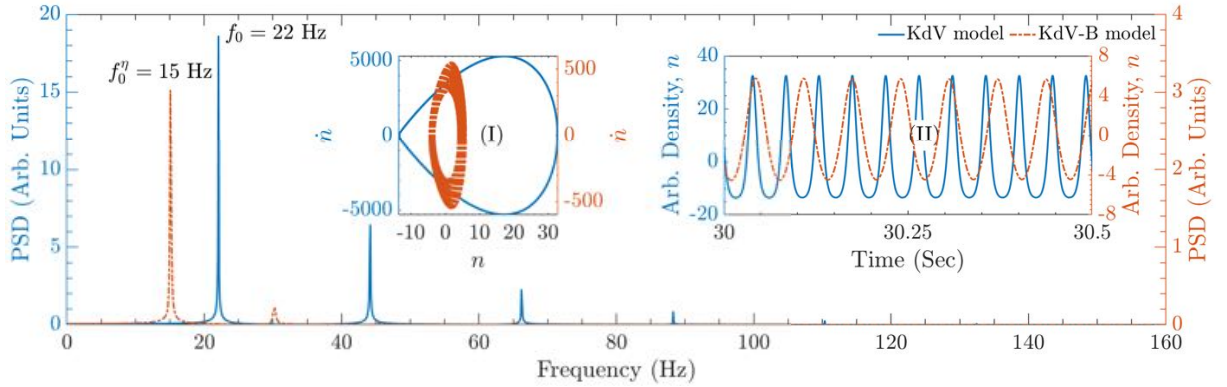 20
15
10
5
0
PSD (Arb. Units)
f₀ = 22 Hz
f₀^η = 15 Hz
5000
0
-5000
ṅ
(I)
500
0
-500
ṅ
-10 0 10 20 30
n
KdV model KdV-B model
40
20
0
-20
Arb. Density, n
(II)
8
4
0
-4
-8
Arb. Density, n
30 30.25 30.5
Time (Sec)
4
3
2
1
0
PSD (Arb. Units)
0 20 40 60 80 100 120 140 160
Frequency (Hz)